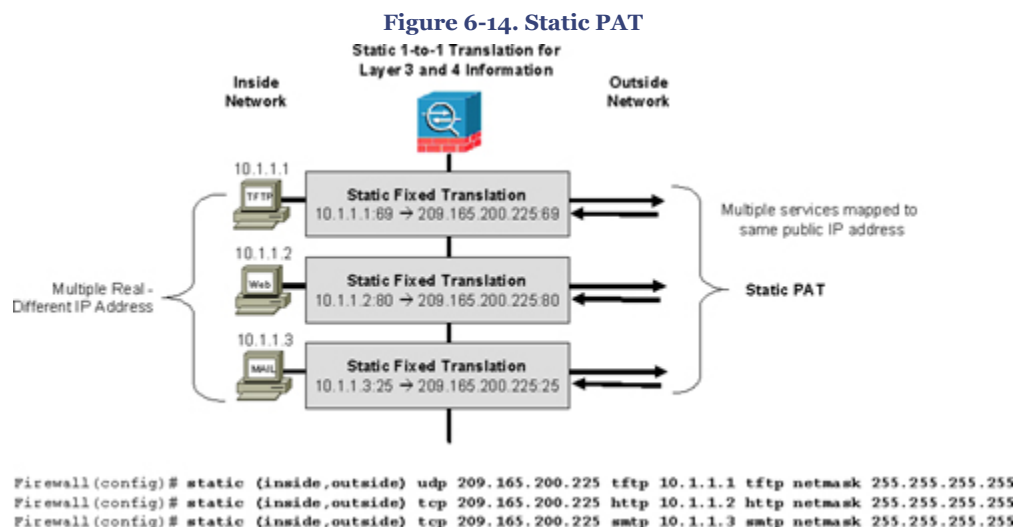 Figure 6-14. Static PAT
Static 1-to-1 Translation for
Layer 3 and 4 Information
Inside
Network
Outside
Network
10.1.1.1
TFTP
Static Fixed Translation
10.1.1.1:69 → 209.165.200.225:69
Multiple services mapped to
same public IP address
10.1.1.2
Web
Static Fixed Translation
10.1.1.2:80 → 209.165.200.225:80
Multiple Real -
Different IP Address
Static PAT
10.1.1.3
MAIL
Static Fixed Translation
10.1.1.3:25 → 209.165.200.225:25
Firewall(config)# static (inside,outside) udp 209.165.200.225 tftp 10.1.1.1 tftp netmask 255.255.255.255
Firewall(config)# static (inside,outside) tcp 209.165.200.225 http 10.1.1.2 http netmask 255.255.255.255
Firewall(config)# static (inside,outside) tcp 209.165.200.225 smtp 10.1.1.3 smtp netmask 255.255.255.255